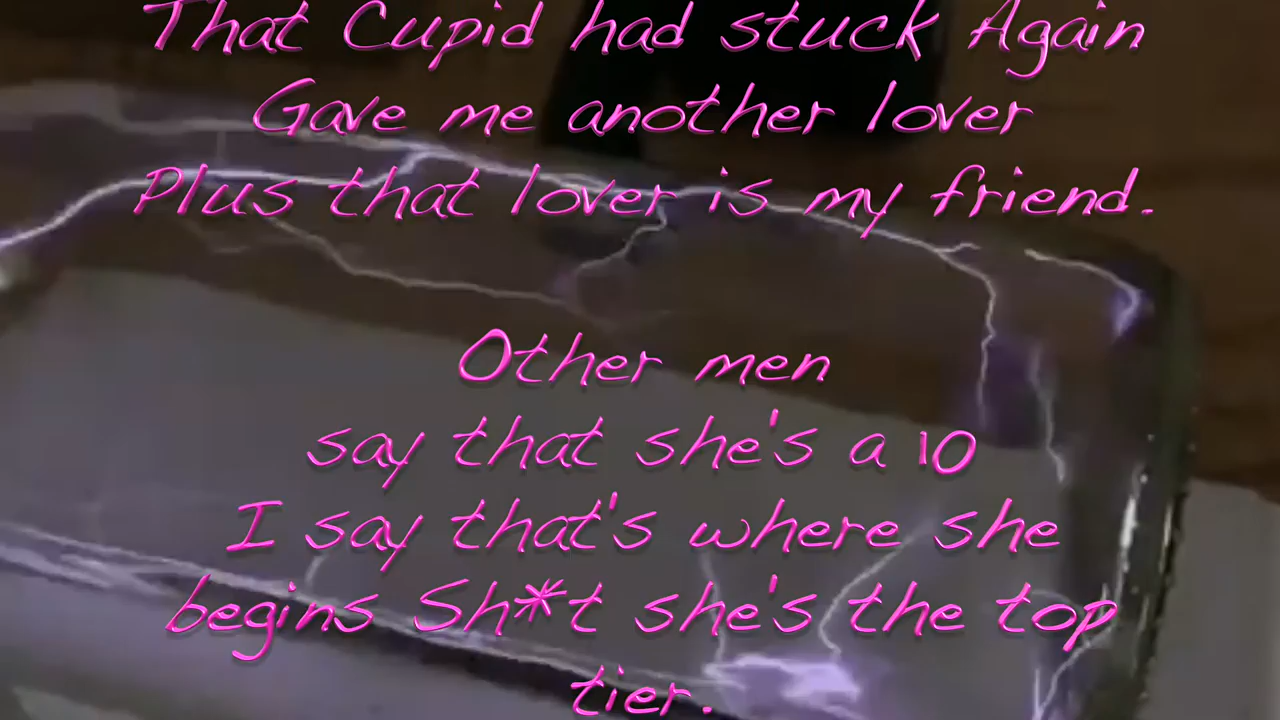 That Cupid had stuck Again
Gave me another lover
Plus that lover is my friend.
Other men
say that she's a 10
I say that's where she
begins Sh*t she's the top
tier.